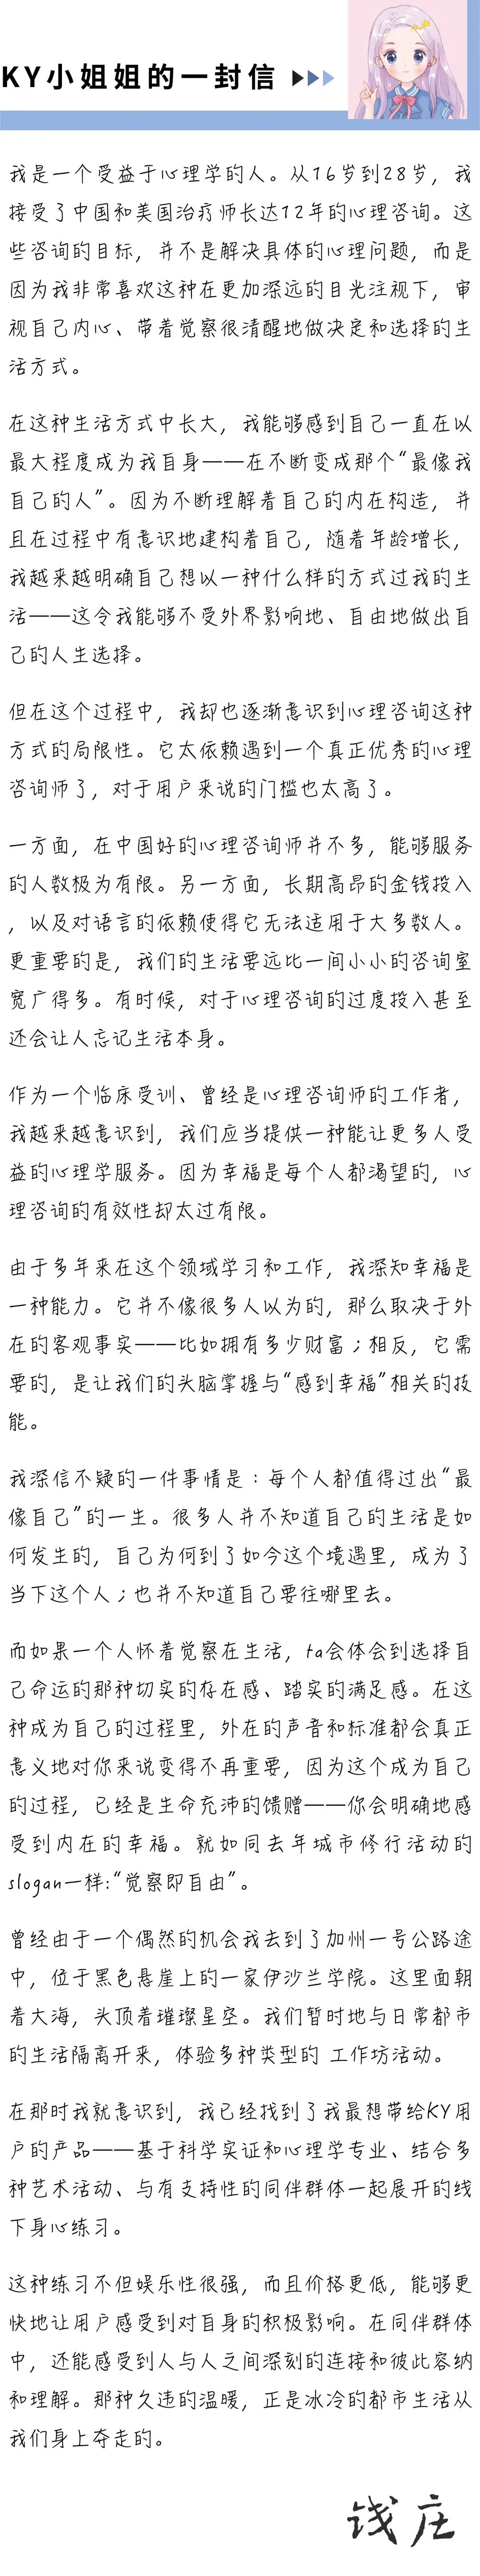 KY小姐姐的一封信
我是一个受益于心理学的人。从16岁到28岁，我
接受了中国和美国治疗师长达12年的心理咨询。这
些咨询的目标，并不是解决具体的心理问题，而是
因为我非常喜欢这种在更加深远的目光注视下，审
视自己内心、带着觉察很清醒地做决定和选择的生
活方式。
在这种生活方式中长大，我能够感到自己一直在以
最大程度成为我自身——在不断变成那个“最像我
自己的人”。因为不断理解着自己的内在构造，并
且在过程中有意识地建构着自己，随着年龄增长，
我越来越明确自己想以一种什么样的方式过我的生
活——这令我能够不受外界影响地、自由地做出自
己的人生选择。
但在这个过程中，我却也逐渐意识到心理咨询这种
方式的局限性。它太依赖遇到一个真正优秀的心理
咨询师了，对于用户来说的门槛也太高了。
一方面，在中国好的心理咨询师并不多，能够服务
的人数极为有限。另一方面，长期高昂的金钱投入
，以及对语言的依赖使得它无法适用于大多数人。
更重要的是，我们的生活要远比一间小小的咨询室
宽广得多。有时候，对于心理咨询的过度投入甚至
还会让人忘记生活本身。
作为一个临床受训、曾经是心理咨询师的工作者，
我越来越意识到，我们应当提供一种能让更多人受
益的心理学服务。因为幸福是每个人都渴望的，心
理咨询的有效性却太过有限。
由于多年来在这个领域学习和工作，我深知幸福是
一种能力。它并不像很多人以为的，那么取决于外
在的客观事实——比如拥有多少财富；相反，它需
要的，是让我们的头脑掌握与“感到幸福”相关的技
能。
我深信不疑的一件事情是：每个人都值得过出“最
像自己”的一生。很多人并不知道自己的生活是如
何发生的，自己为何到了如今这个境遇里，成为了
当下这个人；也并不知道自己要往哪里去。
而如果一个人怀着觉察在生活，ta会体会到选择自
己命运的那种切实的存在感、踏实的满足感。在这
种成为自己的过程里，外在的声音和标准都会真正
意义地对你来说变得不再重要，因为这个成为自己
的过程，已经是生命充沛的馈赠——你会明确地感
受到内在的幸福。就如同去年城市修行活动的
slogan一样:“觉察即自由”。
曾经由于一个偶然的机会我去到了加州一号公路途
中，位于黑色悬崖上的一家伊沙兰学院。这里面朝
着大海，头顶着璀璨星空。我们暂时地与日常都市
的生活隔离开来，体验多种类型的 工作坊活动。
在那时我就意识到，我已经找到了我最想带给KY用
户的产品——基于科学实证和心理学专业、结合多
种艺术活动、与有支持性的同伴群体一起展开的线
下身心练习。
这种练习不但娱乐性很强，而且价格更低，能够更
快地让用户感受到对自身的积极影响。在同伴群体
中，还能感受到人与人之间深刻的连接和彼此容纳
和理解。那种久违的温暖，正是冰冷的都市生活从
我们身上夺走的。
钱庄